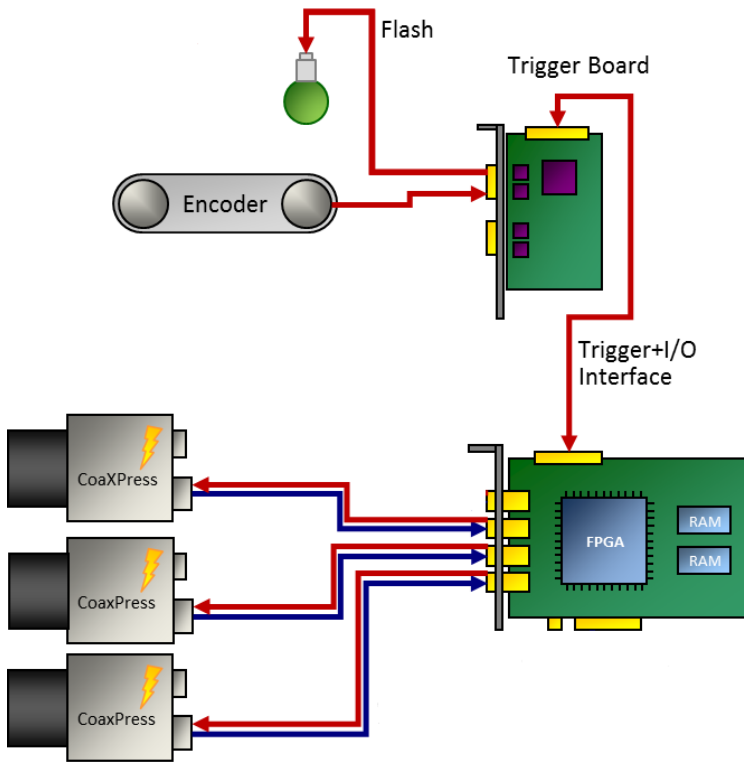 Flash
Trigger Board
Encoder
Trigger+I/O
Interface
CoaXPress
FPGA
RAM
RAM
CoaxPress
CoaxPress